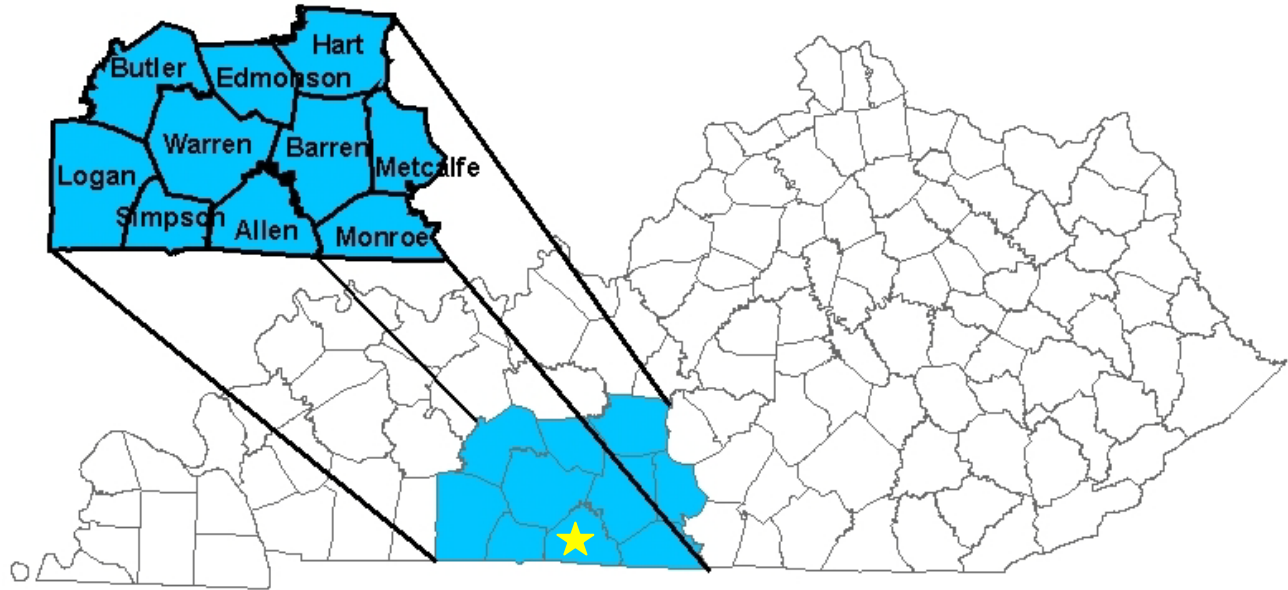 Hart
Butler
Edmonson
Warren
Barren
Metcalfe
Logan
Simpson
Allen
Monroe